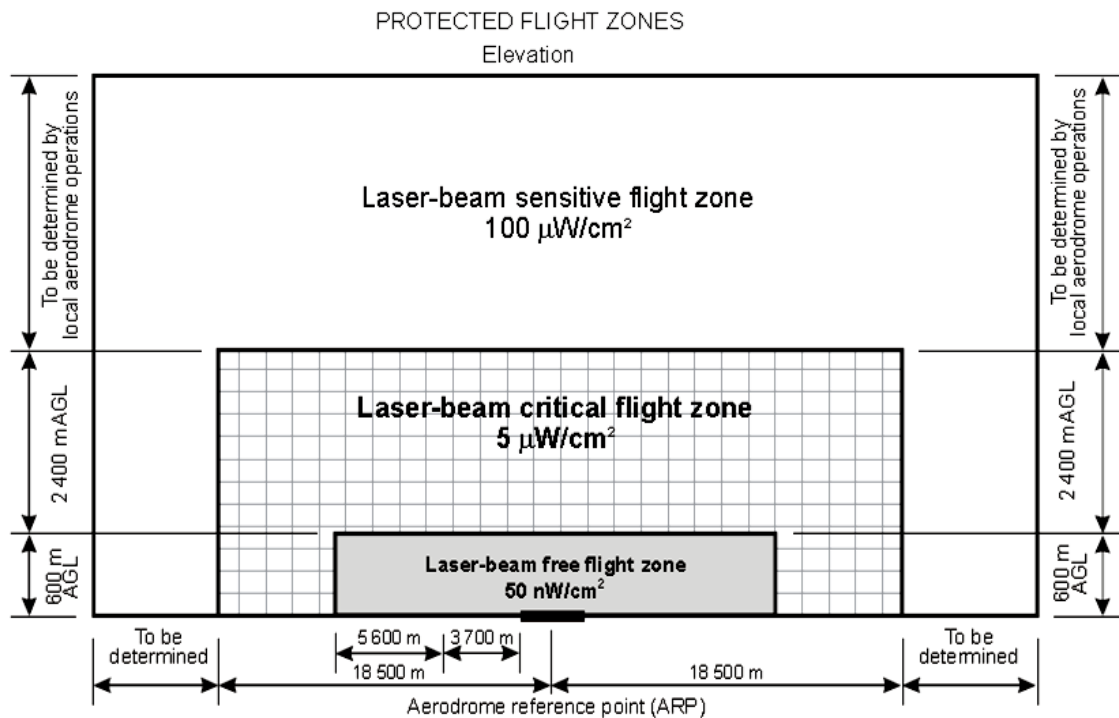 PROTECTED FLIGHT ZONES
Elevation
To be determined by
local aerodrome operations
Laser-beam sensitive flight zone
100 μW/cm²
To be determined by
local aerodrome operations
2 400 mAGL
Laser-beam critical flight zone
5 μW/cm²
2 400 mAGL
600 m
AGL
Laser-beam free flight zone
50 nW/cm²
600 m
AGL
To be
determined
5 600 m
3 700 m
18 500 m
18 500 m
To be
determined
Aerodrome reference point (ARP)